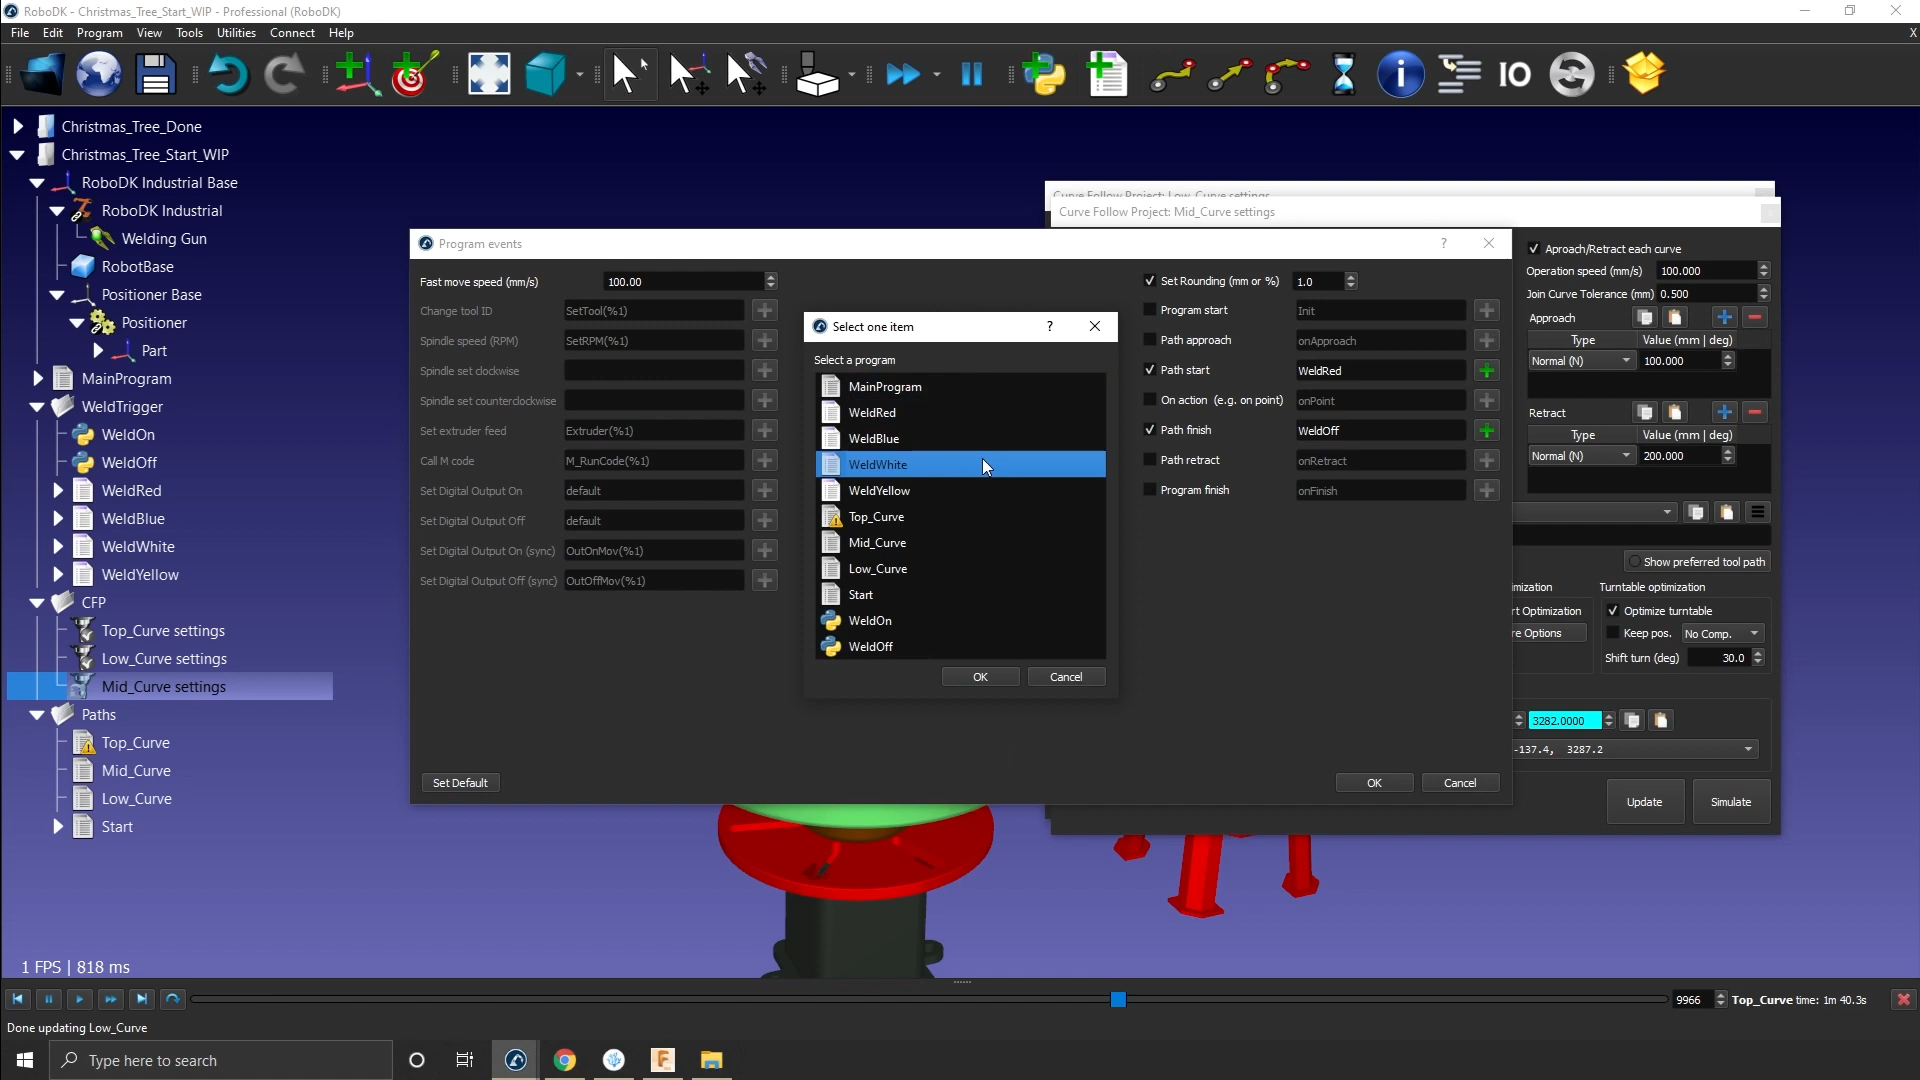 RoboDK - Christmas_Tree_Start_WIP - Professional (RoboDK)
File Edit Program View Tools Utilities Connect Help X
IO
Christmas_Tree_Done
Christmas_Tree_Start_WIP
RoboDK Industrial Base
RoboDK Industrial
Welding Gun
RobotBase
Positioner Base
Positioner
Part
MainProgram
WeldTrigger
WeldOn
WeldOff
WeldRed
WeldBlue
WeldWhite
WeldYellow
CFP
Top_Curve settings
Low_Curve settings
Mid_Curve settings
Paths
Top_Curve
Mid_Curve
Low_Curve
Start
1 FPS | 818 ms
Program events ?
Fast move speed (mm/s) 100.00
Change tool ID SetTool(%1)
Spindle speed (RPM) SetRPM(%1)
Spindle set clockwise
Spindle set counterclockwise
Set extruder feed Extruder(%1)
Call M code M_RunCode(%1)
Set Digital Output On default
Set Digital Output Off default
Set Digital Output On (sync) OutOnMov(%1)
Set Digital Output Off (sync) OutOffMov(%1)
Set Default
Select one item ?
Select a program
MainProgram
WeldRed
WeldBlue
WeldWhite
WeldYellow
Top_Curve
Mid_Curve
Low_Curve
Start
WeldOn
WeldOff
OK Cancel
Set Rounding (mm or %) 1.0
Program start Init
Path approach onApproach
Path start WeldRed
On action (e.g. on point) onPoint
Path finish WeldOff
Path retract onRetract
Program finish onFinish
OK Cancel
Curve Follow Project: Low_Curve settings
Curve Follow Project: Mid_Curve settings
Aproach/Retract each curve
Operation speed (mm/s) 100.000
Join Curve Tolerance (mm) 0.500
Approach
Type Value (mm | deg)
Normal (N) 100.000
Retract
Type Value (mm | deg)
Normal (N) 200.000
Show preferred tool path
imization Turntable optimization
rt Optimization Optimize turntable
re Options Keep pos. No Comp.
Shift turn (deg) 30.0
3282.0000
-137.4, 3287.2
Update Simulate
9966 Top_Curve time: 1m 40.3s
Done updating Low_Curve
Type here to search